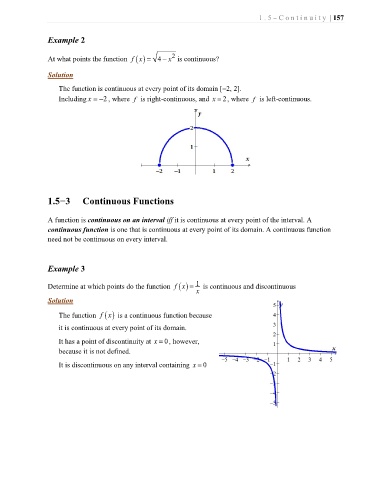 1.5–Continuity | 157
Example 2
At what points the function f(x) = √(4 − x²) is continuous?
Solution
The function is continuous at every point of its domain [−2, 2].
Including x = −2, where f is right-continuous, and x = 2, where f is left-continuous.
y
2
1
x
−2 −1 1 2
1.5−3 Continuous Functions
A function is continuous on an interval iff it is continuous at every point of the interval. A
continuous function is one that is continuous at every point of its domain. A continuous function
need not be continuous on every interval.
Example 3
Determine at which points do the function f(x) = 1/x is continuous and discontinuous
Solution
The function f(x) is a continuous function because
it is continuous at every point of its domain.
It has a point of discontinuity at x = 0, however,
because it is not defined.
It is discontinuous on any interval containing x = 0
5 y
4
3
2
1
x
−5 −4 −3 −2 −1 1 2 3 4 5
−1
−2
−3
−4
−5